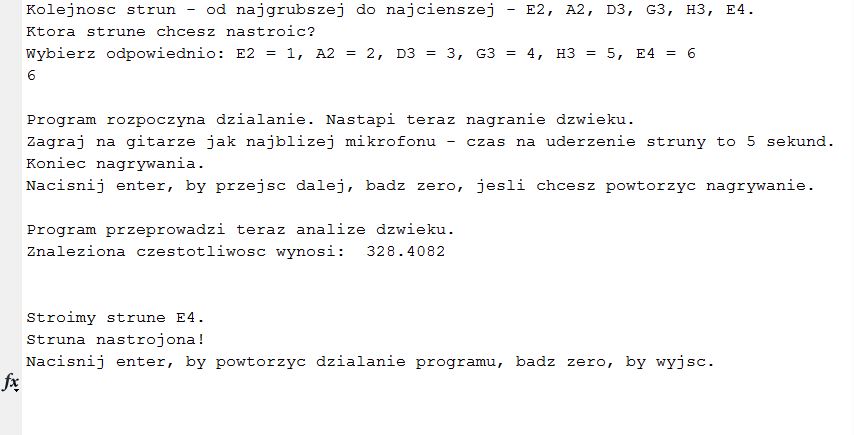 Kolejnosc strun - od najgrubszej do najcienszej - E2, A2, D3, G3, H3, E4.
Ktora strune chcesz nastroic?
Wybierz odpowiednio: E2 = 1, A2 = 2, D3 = 3, G3 = 4, H3 = 5, E4 = 6
6
Program rozpoczyna dzialanie. Nastapi teraz nagranie dzwieku.
Zagraj na gitarze jak najblizej mikrofonu - czas na uderzenie struny to 5 sekund.
Koniec nagrywania.
Nacisnij enter, by przejsc dalej, badz zero, jesli chcesz powtorzyc nagrywanie.
Program przeprowadzi teraz analize dzwieku.
Znaleziona czestotliwosc wynosi:  328.4082
Stroimy strune E4.
Struna nastrojona!
Nacisnij enter, by powtorzyc dzialanie programu, badz zero, by wyjsc.
fx